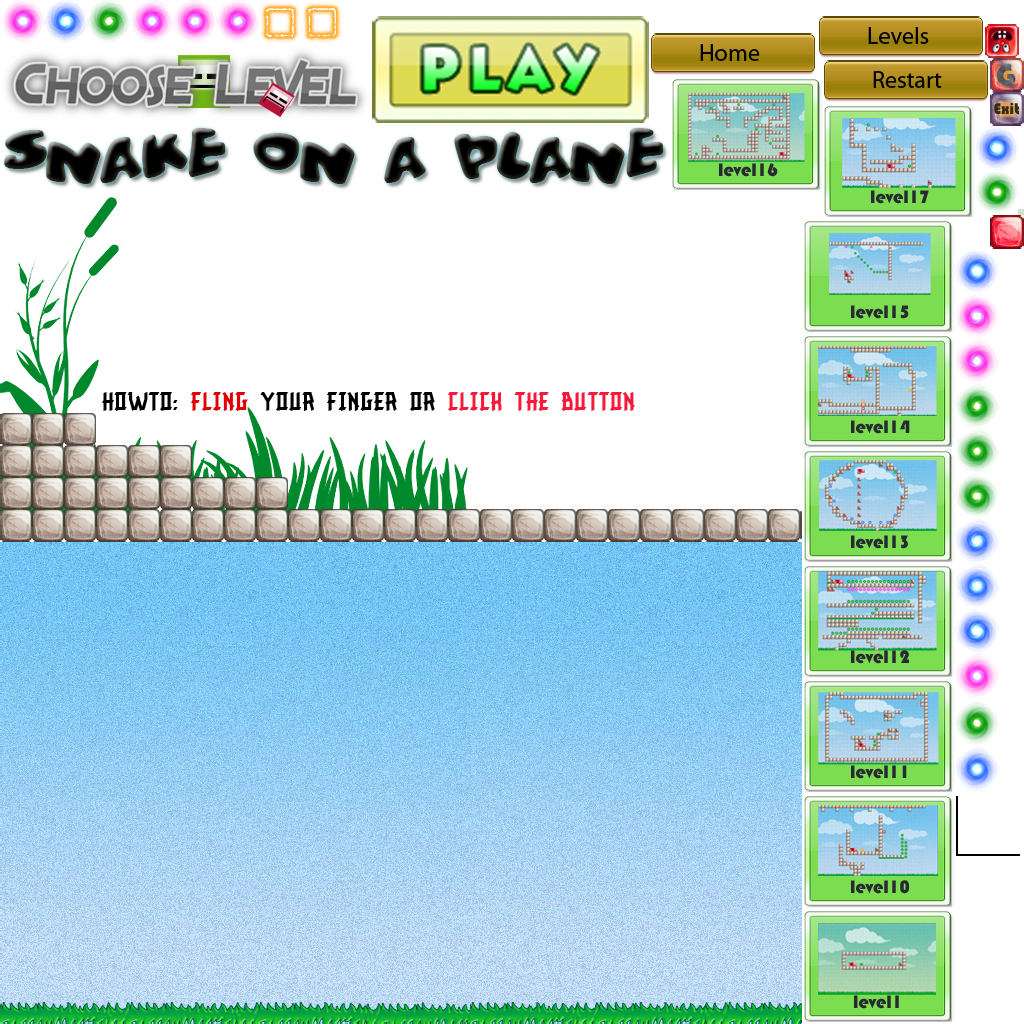 CHOOSE LEVEL
PLAY
Home
Levels
Restart
G
Exit
SNAKE ON A PLANE
level16
level17
level15
level14
HOWTO: FLING YOUR FINGER OR CLICH THE BUTTON
level13
level12
level11
level10
level1